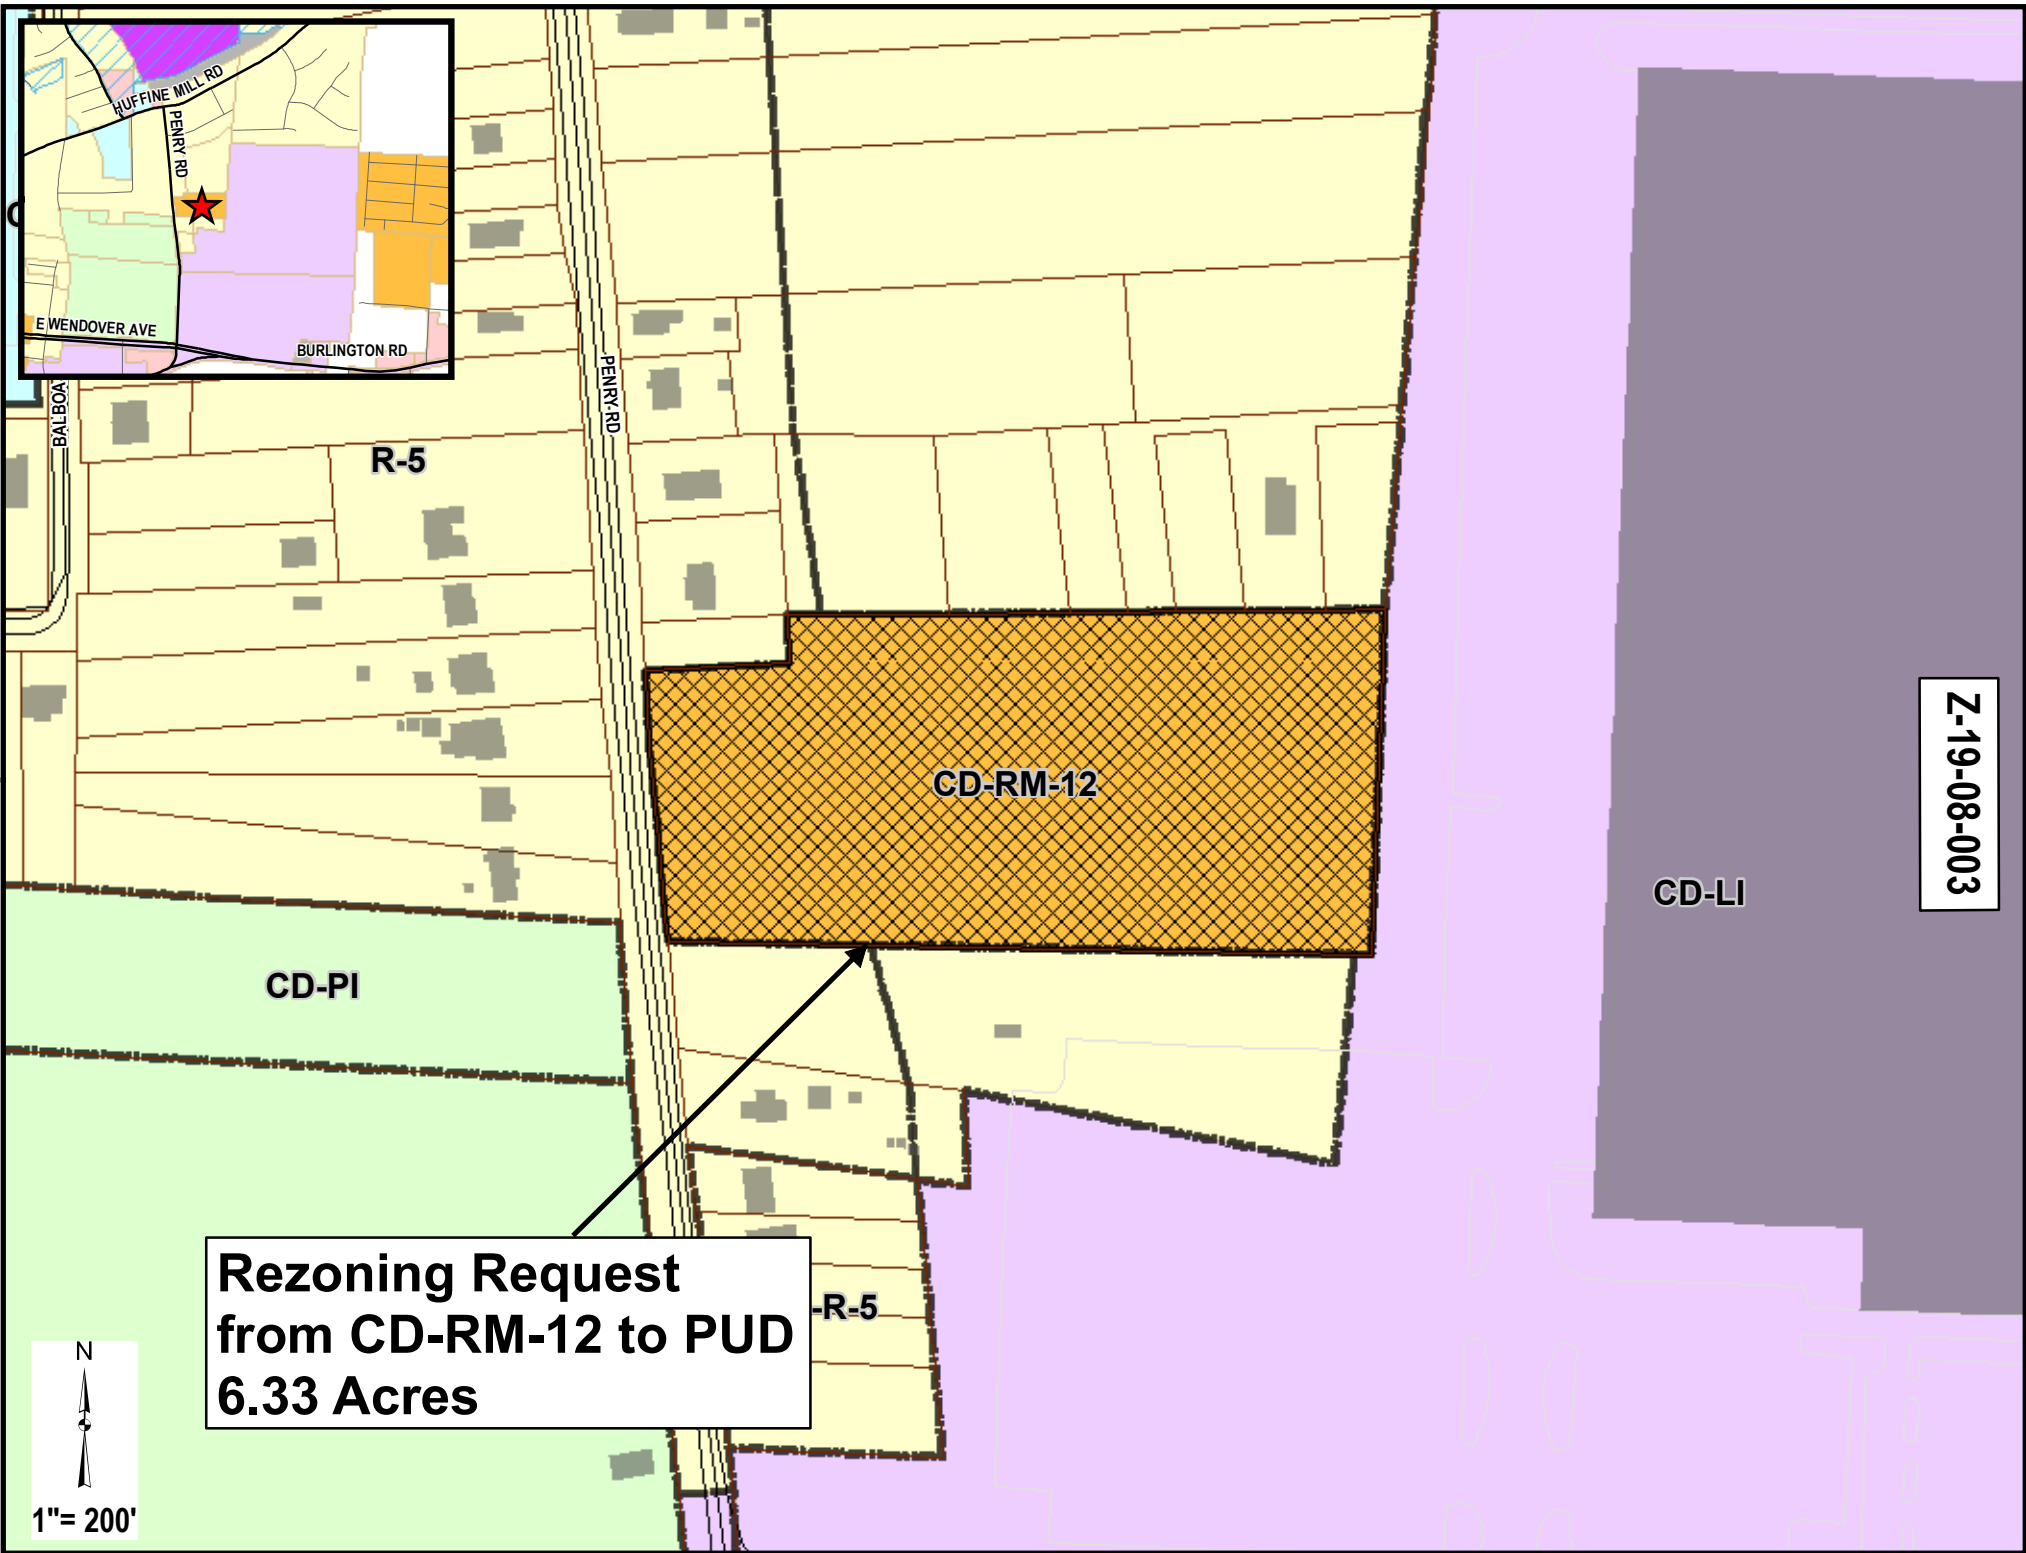 HUFFINE MILL RD
PENRY RD
E WENDOVER AVE
BURLINGTON RD
BALBOA
PENRY RD
R-5
CD-RM-12
CD-LI
Z-19-08-003
CD-PI
-R-5
Rezoning Request
from CD-RM-12 to PUD
6.33 Acres
N
1"= 200'